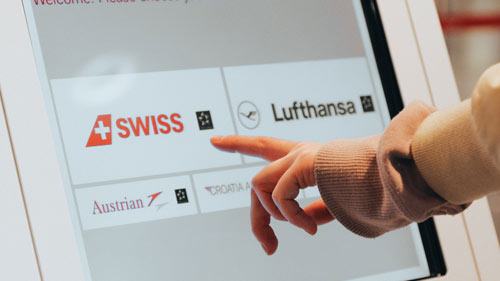 Welcome! Please choose
SWISS
Lufthansa
Austrian
CROATIA